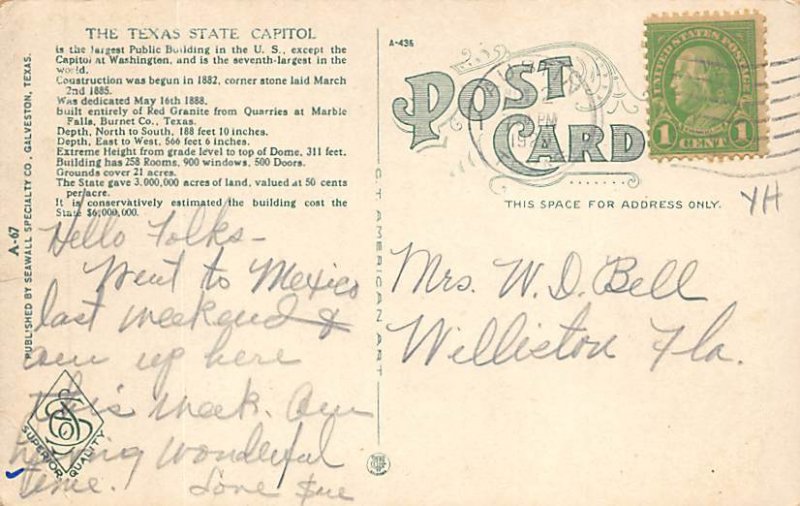 THE TEXAS STATE CAPITOL
is the largest Public Building in the U. S., except the
Capitol at Washington, and is the seventh-largest in the
world.
Construction was begun in 1882, corner stone laid March
2nd 1885.
Was dedicated May 16th 1888.
Built entirely of Red Granite from Quarries at Marble
Falls, Burnet Co., Texas.
Depth, North to South, 188 feet 10 inches.
Depth, East to West, 566 feet 6 inches.
Extreme Height from grade level to top of Dome, 311 feet.
Building has 258 Rooms, 900 windows, 500 Doors.
Grounds cover 21 acres.
The State gave 3,000,000 acres of land, valued at 50 cents
per acre.
It is conservatively estimated the building cost the
State $6,000,000.
Hello Folks-
Went to Mexico
last weekend &
am up here
this week. Am
having wonderful
time. Love Sue
A-67
PUBLISHED BY SEAWALL SPECIALTY CO., GALVESTON, TEXAS.
SUPERIOR QUALITY
C.T. AMERICAN ART
A-436
POST
CARD
PM
UNITED STATES POSTAGE
1 CENT 1
THIS SPACE FOR ADDRESS ONLY.
YH
Mrs. W. D. Bell
Williston Fla.